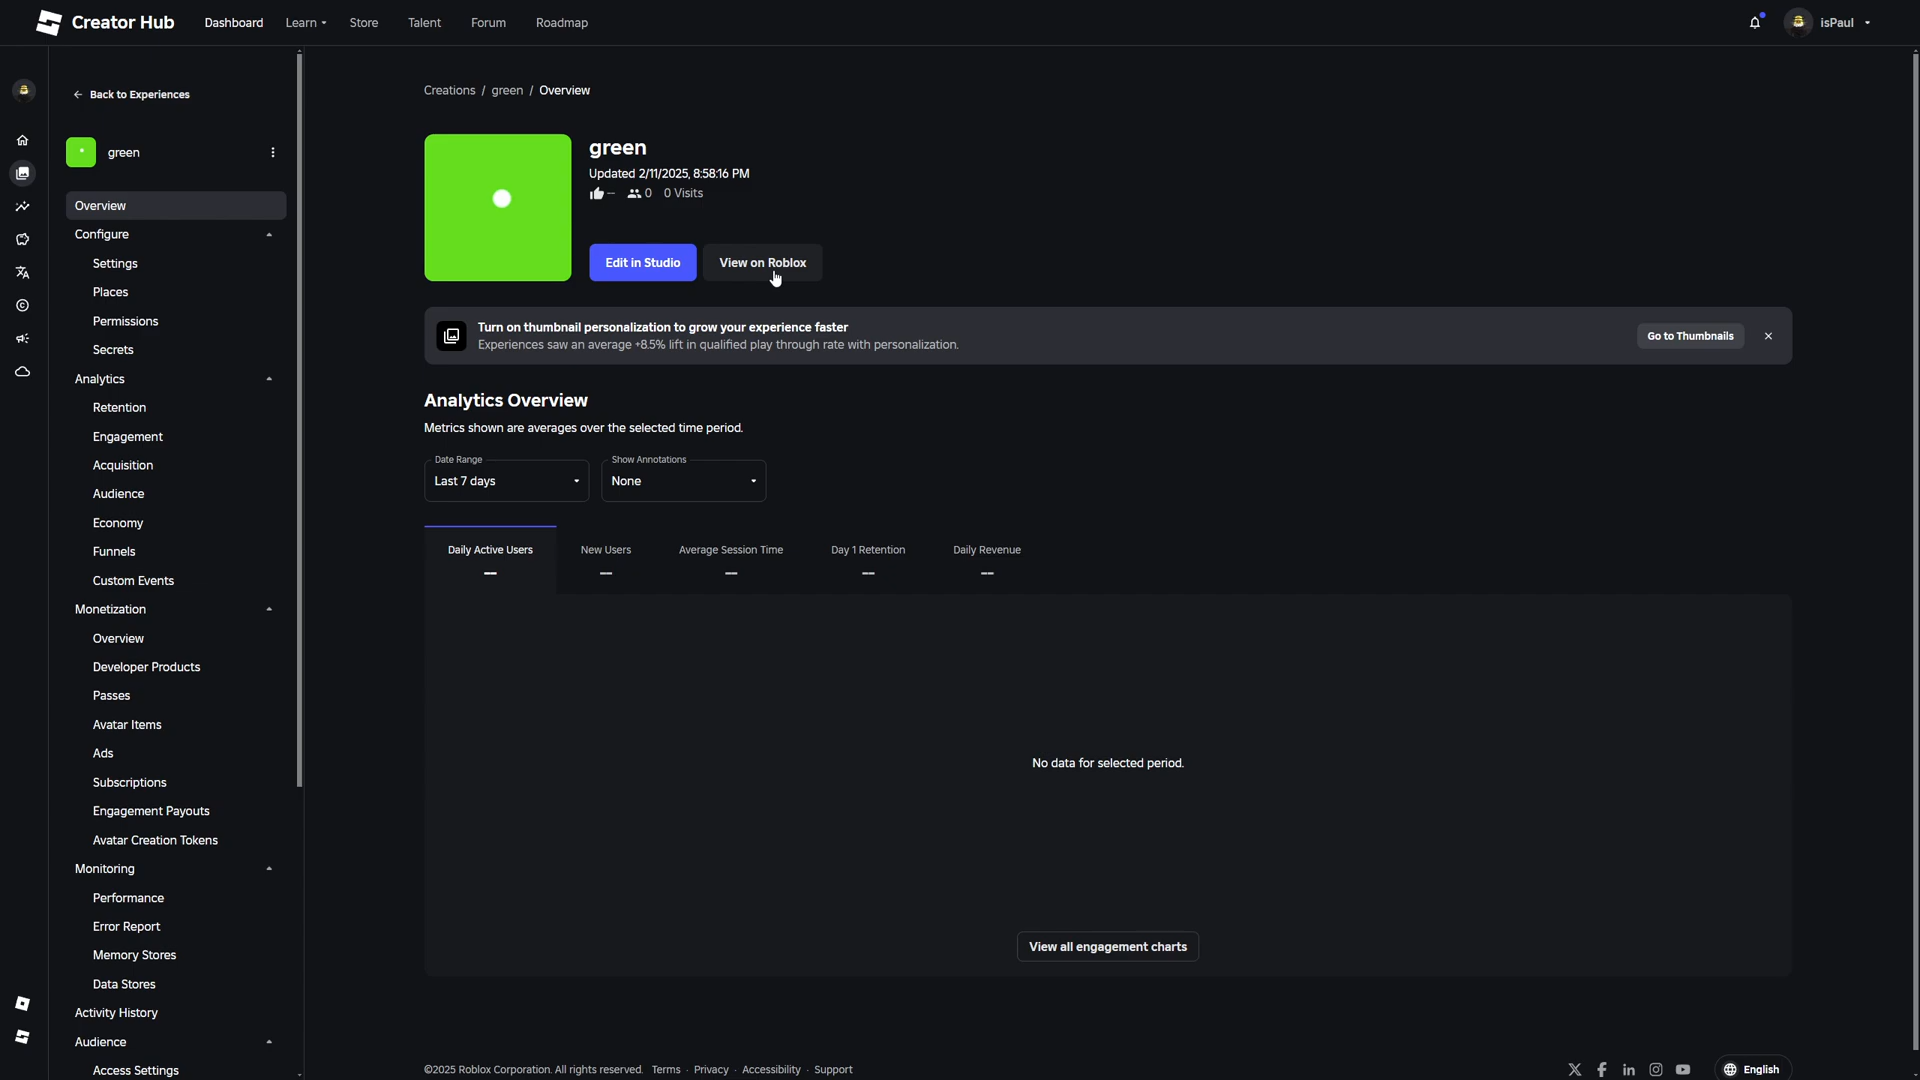 Creator Hub
Dashboard
Learn
Store
Talent
Forum
Roadmap
isPaul
Back to Experiences
green
Overview
Configure
Settings
Places
Permissions
Secrets
Analytics
Retention
Engagement
Acquisition
Audience
Economy
Funnels
Custom Events
Monetization
Overview
Developer Products
Passes
Avatar Items
Ads
Subscriptions
Engagement Payouts
Avatar Creation Tokens
Monitoring
Performance
Error Report
Memory Stores
Data Stores
Activity History
Audience
Access Settings
Creations / green / Overview
green
Updated 2/11/2025, 8:58:16 PM
-- 0 0 Visits
Edit in Studio
View on Roblox
Turn on thumbnail personalization to grow your experience faster
Experiences saw an average +8.5% lift in qualified play through rate with personalization.
Go to Thumbnails
Analytics Overview
Metrics shown are averages over the selected time period.
Date Range
Last 7 days
Show Annotations
None
Daily Active Users
--
New Users
--
Average Session Time
--
Day 1 Retention
--
Daily Revenue
--
No data for selected period.
View all engagement charts
©2025 Roblox Corporation. All rights reserved. Terms · Privacy · Accessibility · Support
English